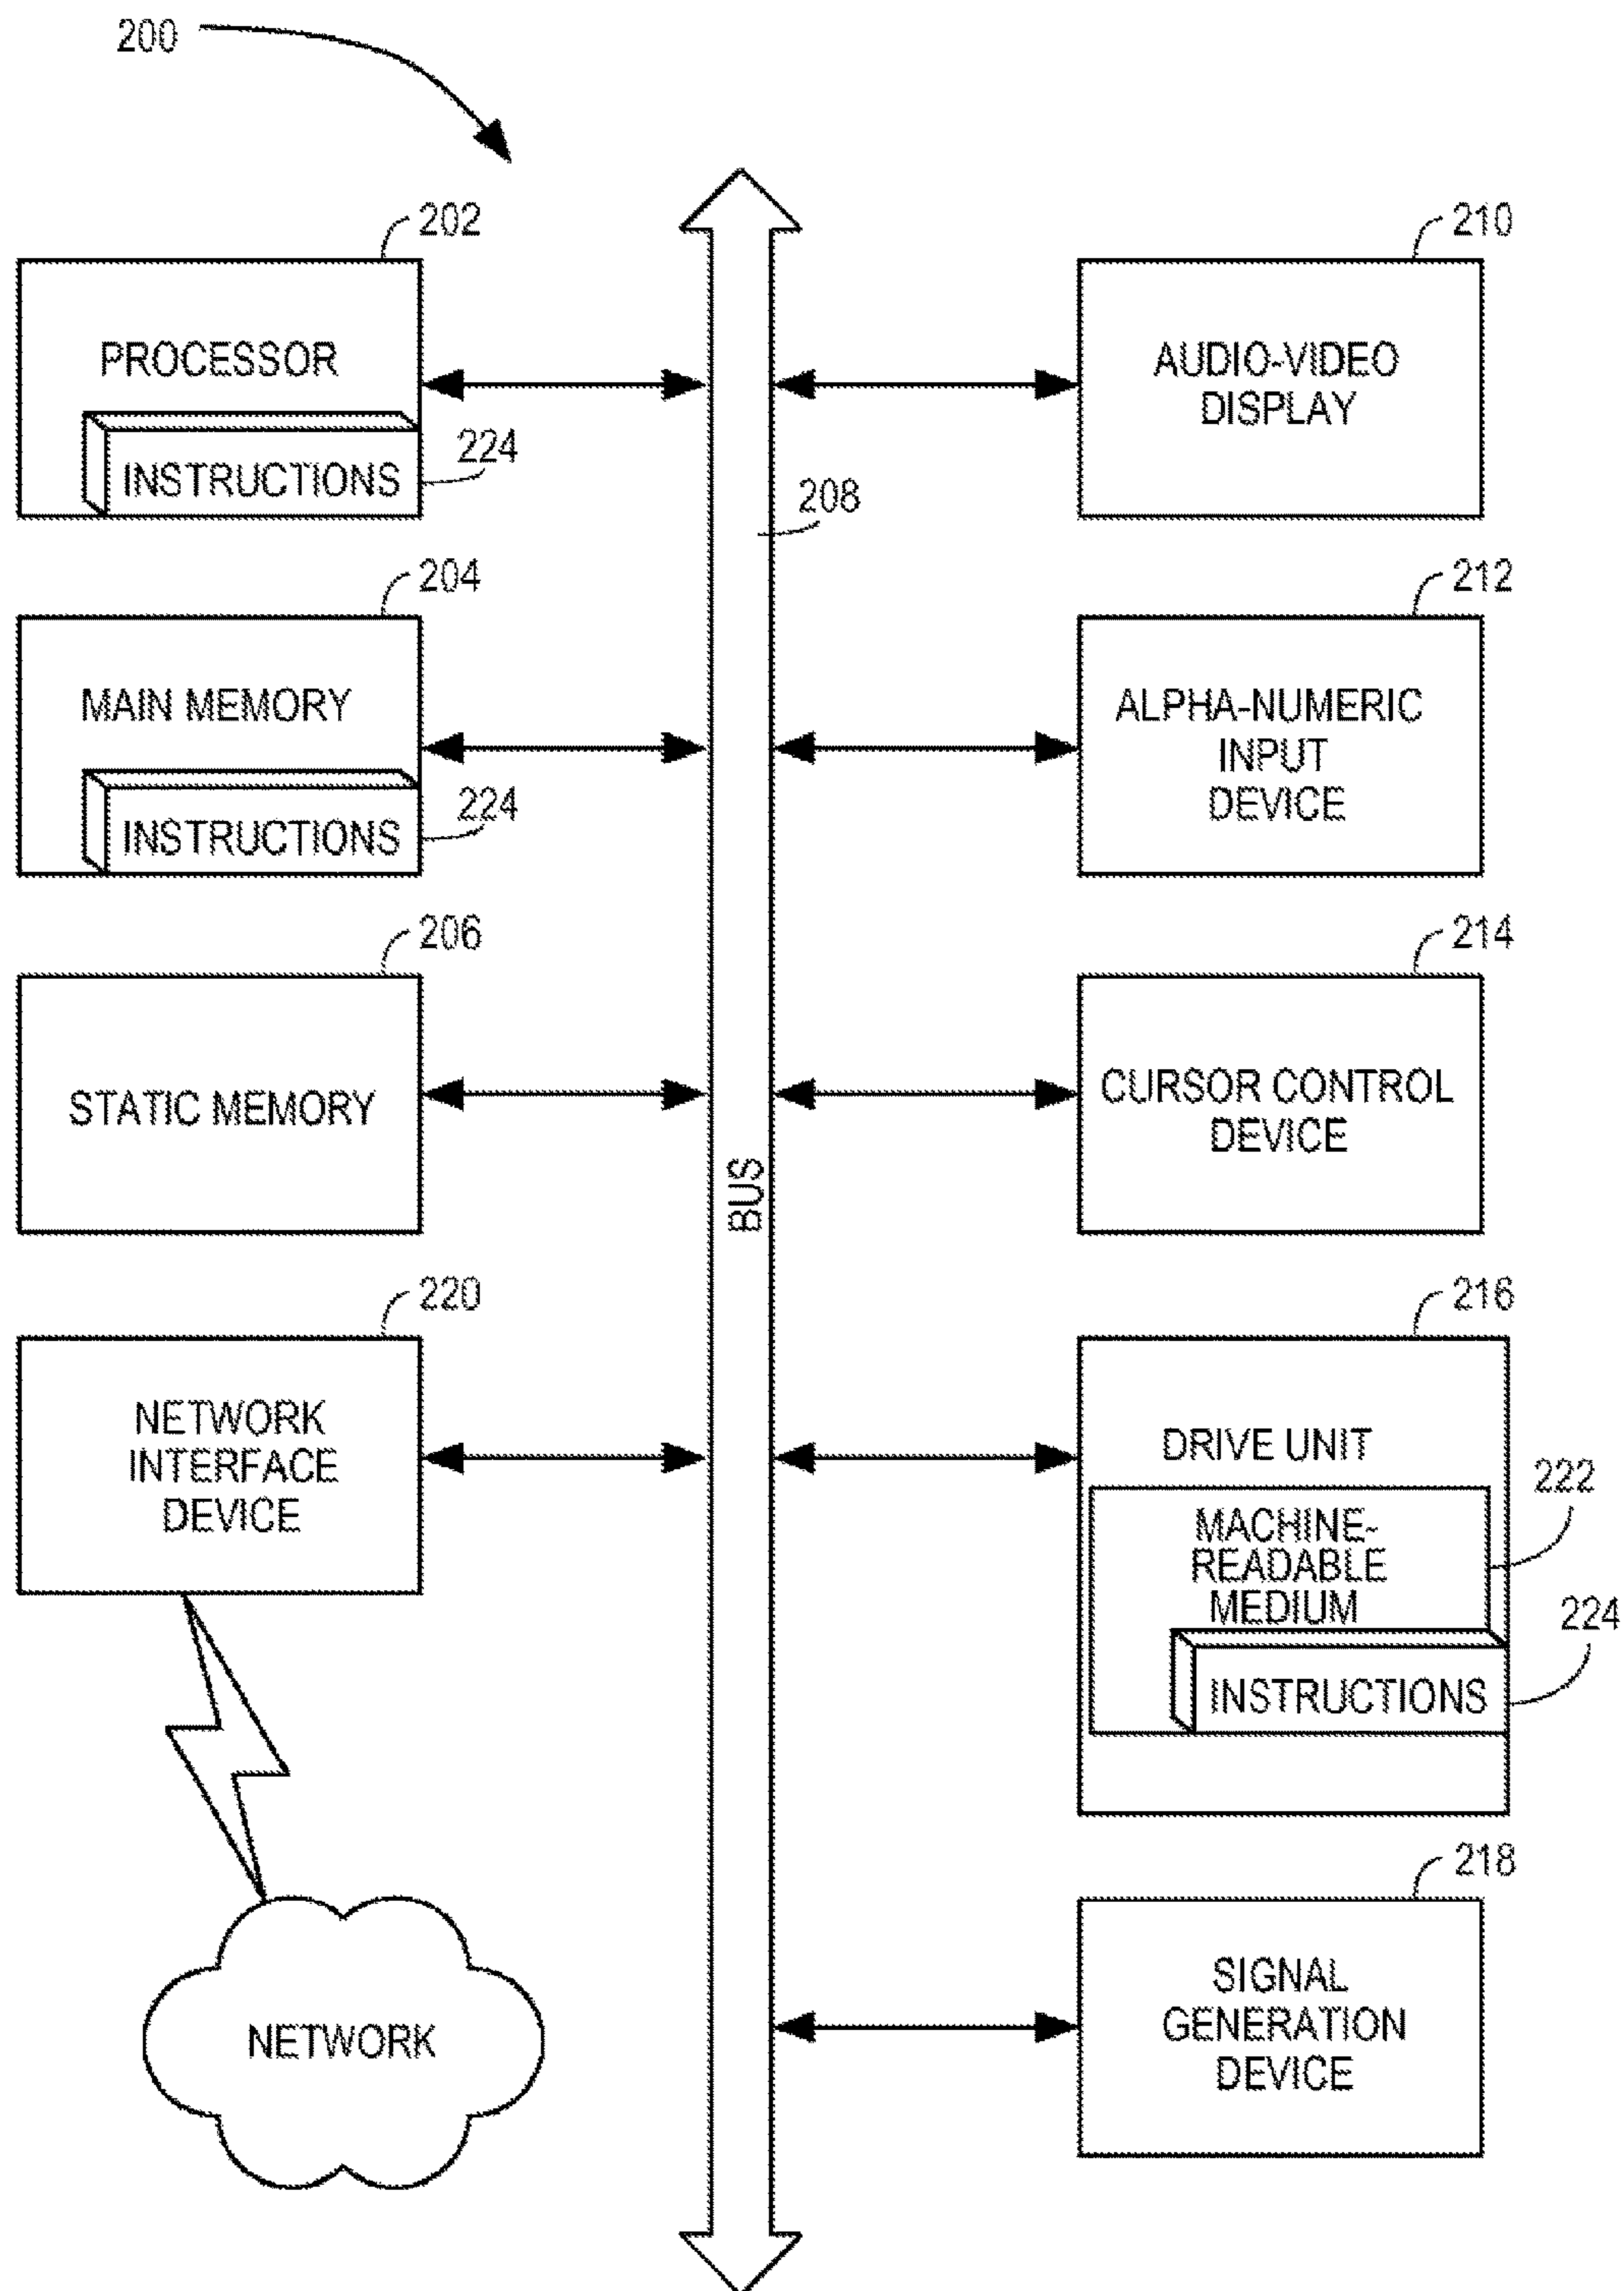 200
202
PROCESSOR
224
INSTRUCTIONS
204
MAIN MEMORY
224
INSTRUCTIONS
206
STATIC MEMORY
220
NETWORK
INTERFACE
DEVICE
NETWORK
208
BUS
210
AUDIO-VIDEO
DISPLAY
212
ALPHA-NUMERIC
INPUT
DEVICE
214
CURSOR CONTROL
DEVICE
216
DRIVE UNIT
222
MACHINE-
READABLE
MEDIUM
224
INSTRUCTIONS
218
SIGNAL
GENERATION
DEVICE